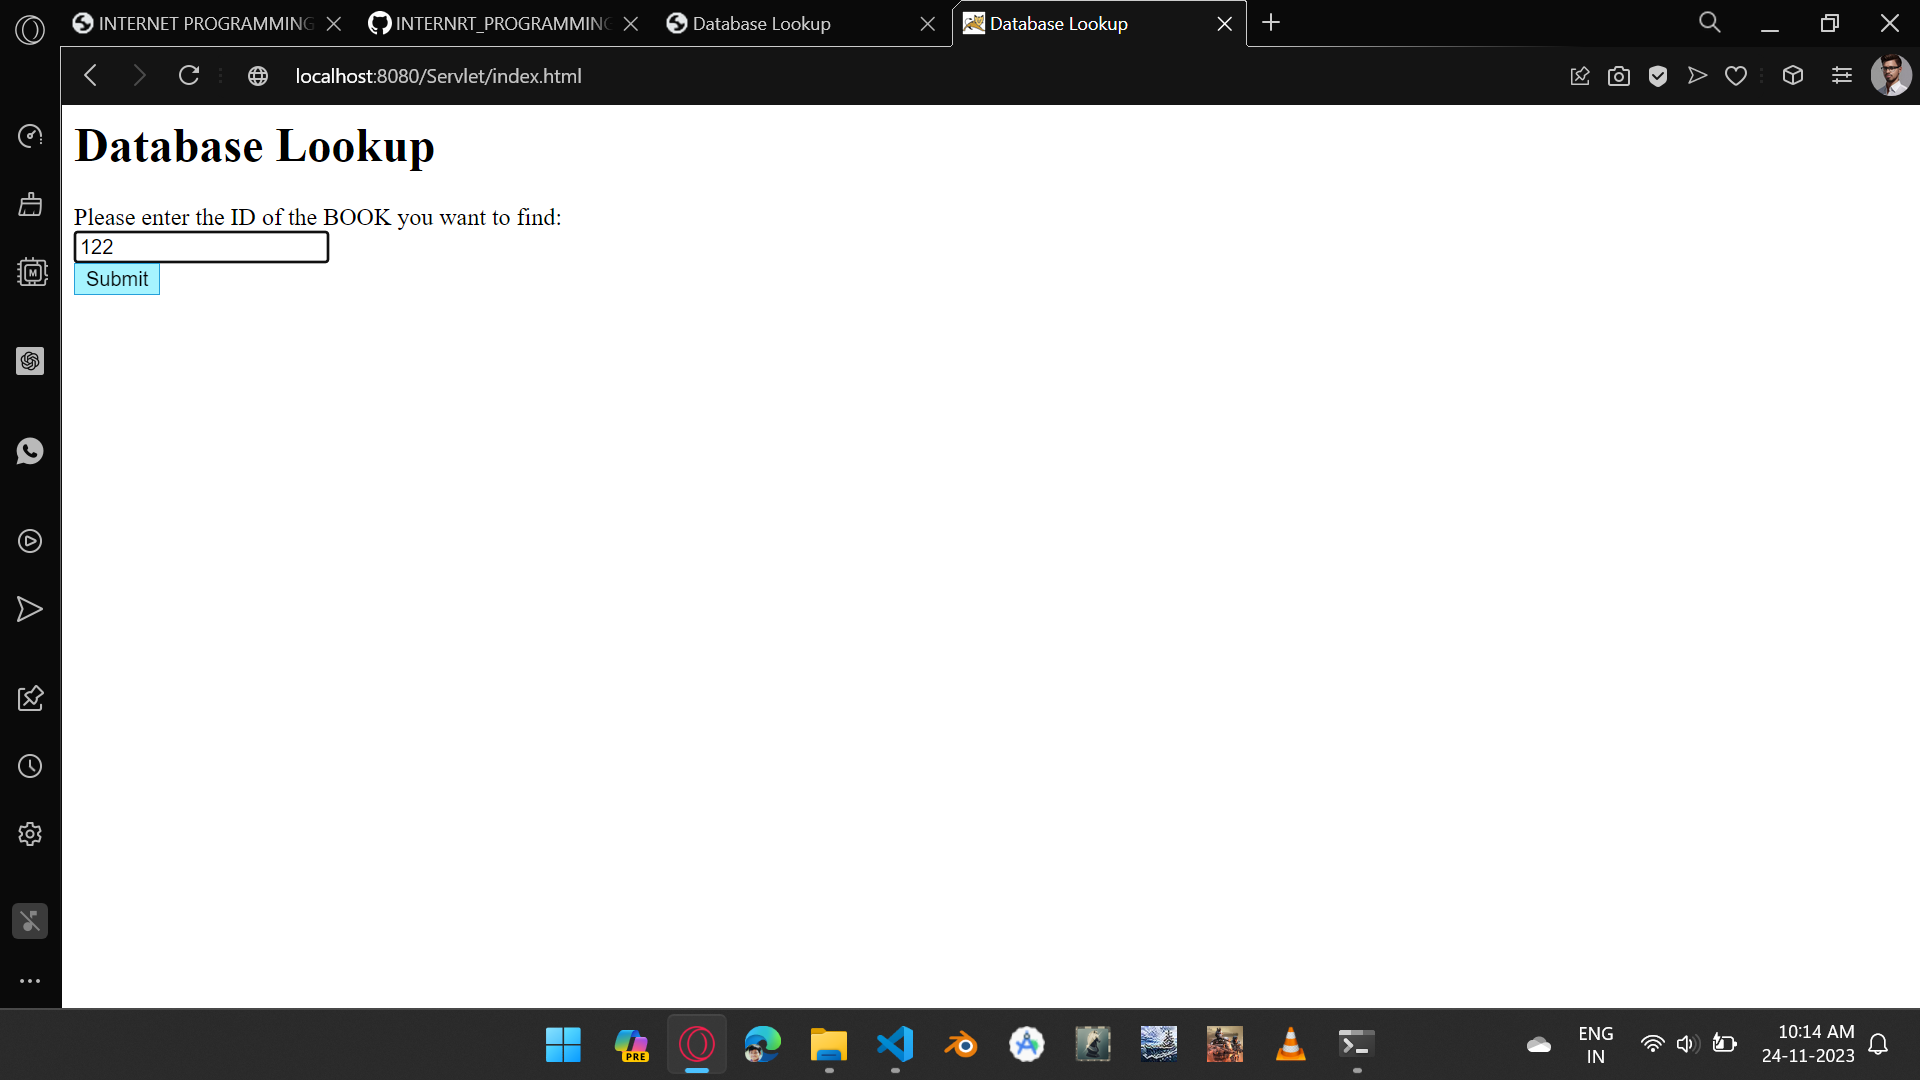 INTERNET PROGRAMMING
INTERNRT_PROGRAMMING
Database Lookup
Database Lookup
localhost:8080/Servlet/index.html
Database Lookup
Please enter the ID of the BOOK you want to find:
122
Submit
M
PRE
ENG
IN
10:14 AM
24-11-2023